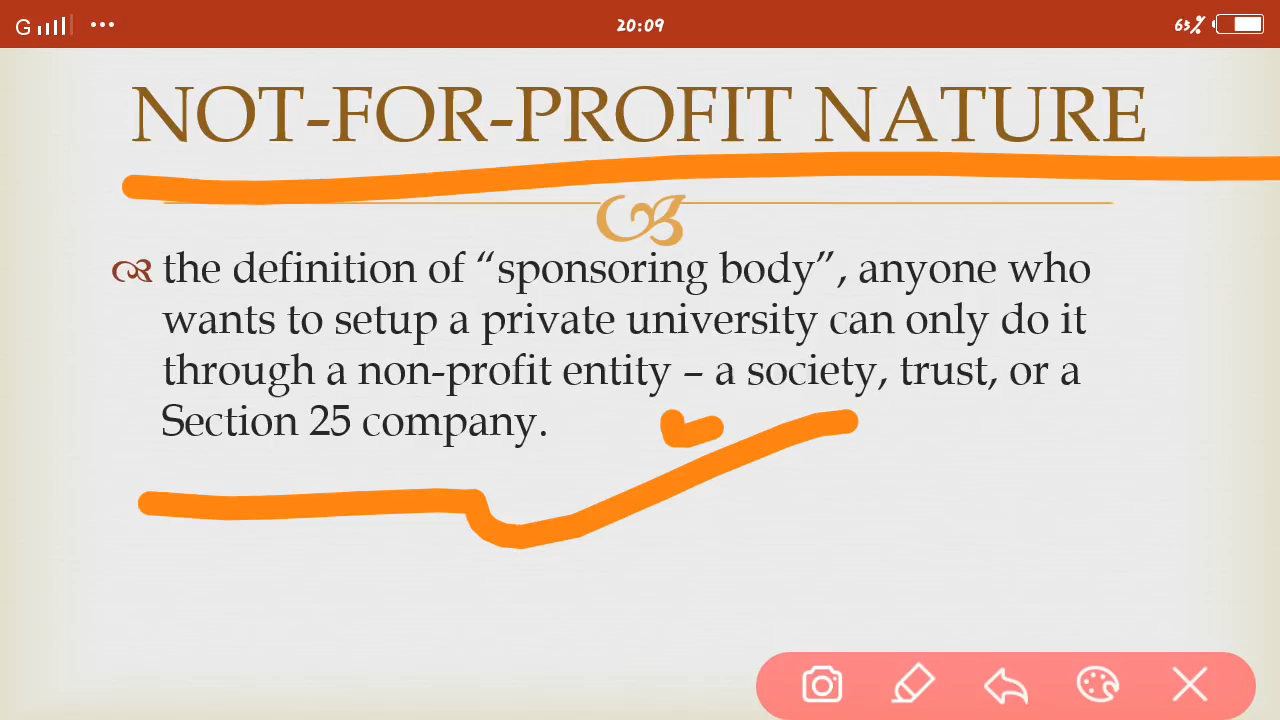 G
20:09
65%
NOT-FOR-PROFIT NATURE
the definition of “sponsoring body”, anyone who
wants to setup a private university can only do it
through a non-profit entity – a society, trust, or a
Section 25 company.